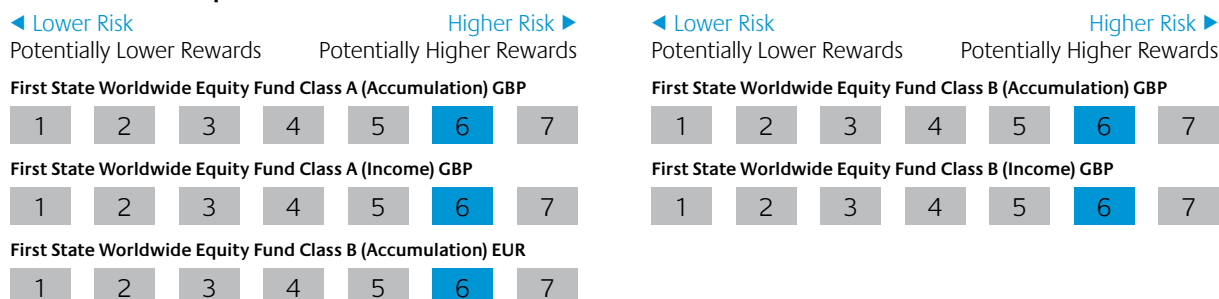 ◄ Lower Risk Higher Risk ►
Potentially Lower Rewards Potentially Higher Rewards
First State Worldwide Equity Fund Class A (Accumulation) GBP
1 2 3 4 5 6 7
First State Worldwide Equity Fund Class A (Income) GBP
1 2 3 4 5 6 7
First State Worldwide Equity Fund Class B (Accumulation) EUR
1 2 3 4 5 6 7
◄ Lower Risk Higher Risk ►
Potentially Lower Rewards Potentially Higher Rewards
First State Worldwide Equity Fund Class B (Accumulation) GBP
1 2 3 4 5 6 7
First State Worldwide Equity Fund Class B (Income) GBP
1 2 3 4 5 6 7